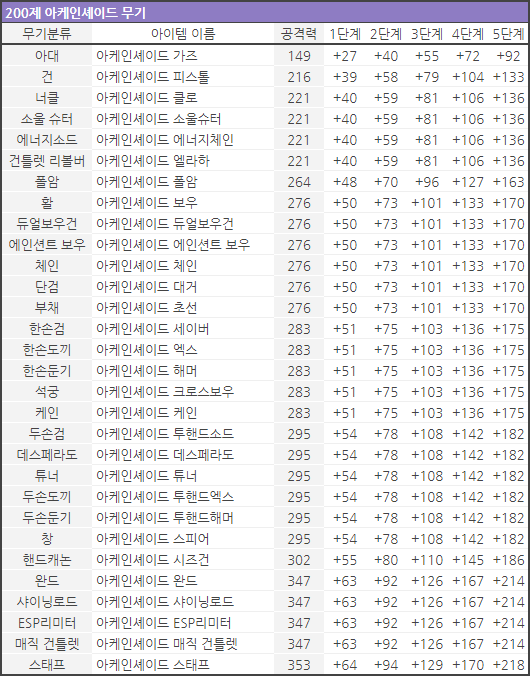 200제 아케인셰이드 무기
무기분류 아이템 이름 공격력 1단계 2단계 3단계 4단계 5단계
아대 아케인셰이드 가즈 149 +27 +40 +55 +72 +92
건 아케인셰이드 피스톨 216 +39 +58 +79 +104 +133
너클 아케인셰이드 클로 221 +40 +59 +81 +106 +136
소울 슈터 아케인셰이드 소울슈터 221 +40 +59 +81 +106 +136
에너지소드 아케인셰이드 에너지체인 221 +40 +59 +81 +106 +136
건틀렛 리볼버 아케인셰이드 엘라하 221 +40 +59 +81 +106 +136
폴암 아케인셰이드 폴암 264 +48 +70 +96 +127 +163
활 아케인셰이드 보우 276 +50 +73 +101 +133 +170
듀얼보우건 아케인셰이드 듀얼보우건 276 +50 +73 +101 +133 +170
에인션트 보우 아케인셰이드 에인션트 보우 276 +50 +73 +101 +133 +170
체인 아케인셰이드 체인 276 +50 +73 +101 +133 +170
단검 아케인셰이드 대거 276 +50 +73 +101 +133 +170
부채 아케인셰이드 초선 276 +50 +73 +101 +133 +170
한손검 아케인셰이드 세이버 283 +51 +75 +103 +136 +175
한손도끼 아케인셰이드 엑스 283 +51 +75 +103 +136 +175
한손둔기 아케인셰이드 해머 283 +51 +75 +103 +136 +175
석궁 아케인셰이드 크로스보우 283 +51 +75 +103 +136 +175
케인 아케인셰이드 케인 283 +51 +75 +103 +136 +175
두손검 아케인셰이드 투핸드소드 295 +54 +78 +108 +142 +182
데스페라도 아케인셰이드 데스페라도 295 +54 +78 +108 +142 +182
튜너 아케인셰이드 튜너 295 +54 +78 +108 +142 +182
두손도끼 아케인셰이드 투핸드엑스 295 +54 +78 +108 +142 +182
두손둔기 아케인셰이드 투핸드해머 295 +54 +78 +108 +142 +182
창 아케인셰이드 스피어 295 +54 +78 +108 +142 +182
핸드캐논 아케인셰이드 시즈건 302 +55 +80 +110 +145 +186
완드 아케인셰이드 완드 347 +63 +92 +126 +167 +214
샤이닝로드 아케인셰이드 샤이닝로드 347 +63 +92 +126 +167 +214
ESP리미터 아케인셰이드 ESP리미터 347 +63 +92 +126 +167 +214
매직 건틀렛 아케인셰이드 매직 건틀렛 347 +63 +92 +126 +167 +214
스태프 아케인셰이드 스태프 353 +64 +94 +129 +170 +218